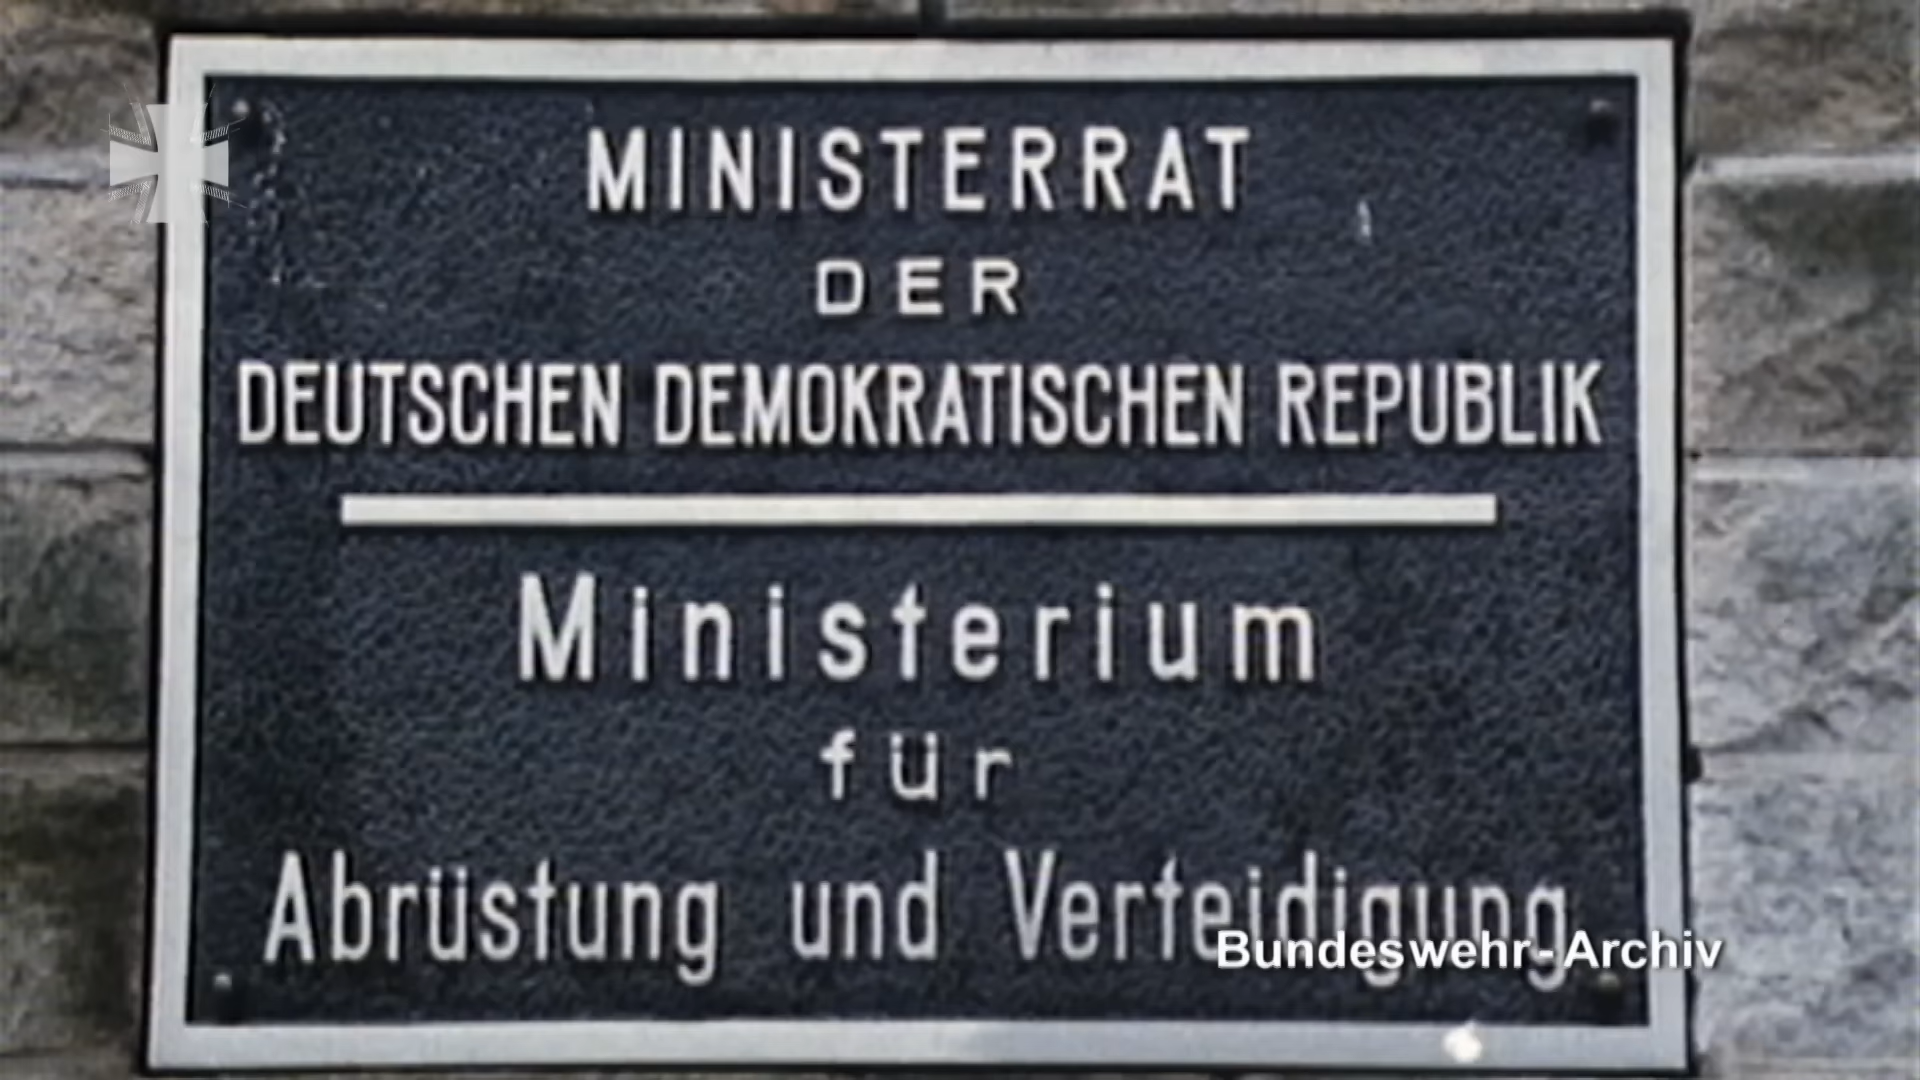 MINISTERRAT
DER
DEUTSCHEN DEMOKRATISCHEN REPUBLIK
Ministerium
für
Abrüstung und Verteidigung
Bundeswehr-Archiv